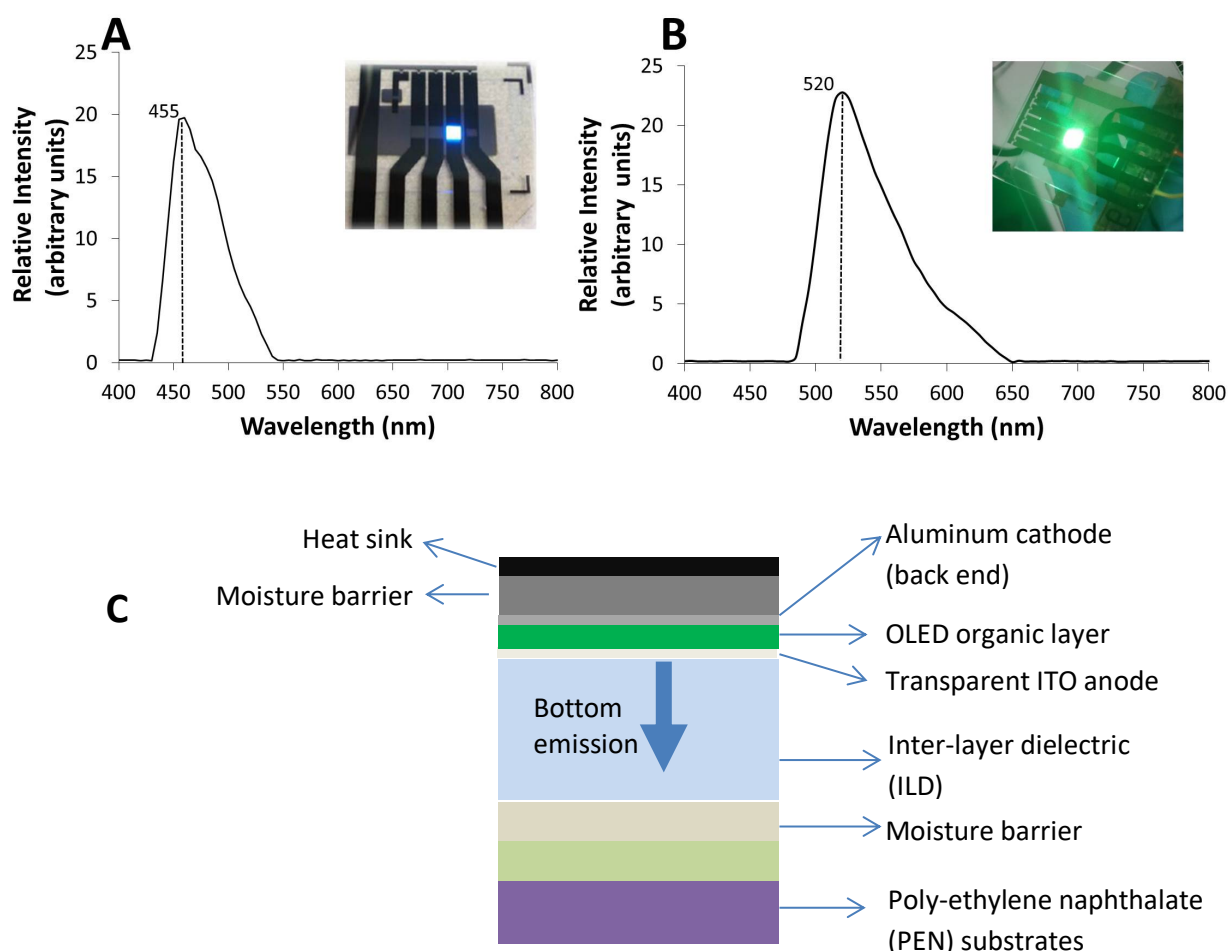 A
25
20
15
10
5
0
455
400 450 500 550 600 650 700 750 800
Wavelength (nm)
Relative Intensity
(arbitrary units)
B
25
20
15
10
5
0
520
400 450 500 550 600 650 700 750 800
Wavelength (nm)
Relative Intensity
(arbitrary units)
C
Heat sink
Moisture barrier
Aluminum cathode
(back end)
OLED organic layer
Transparent ITO anode
Bottom
emission
Inter-layer dielectric
(ILD)
Moisture barrier
Poly-ethylene naphthalate
(PEN) substrates